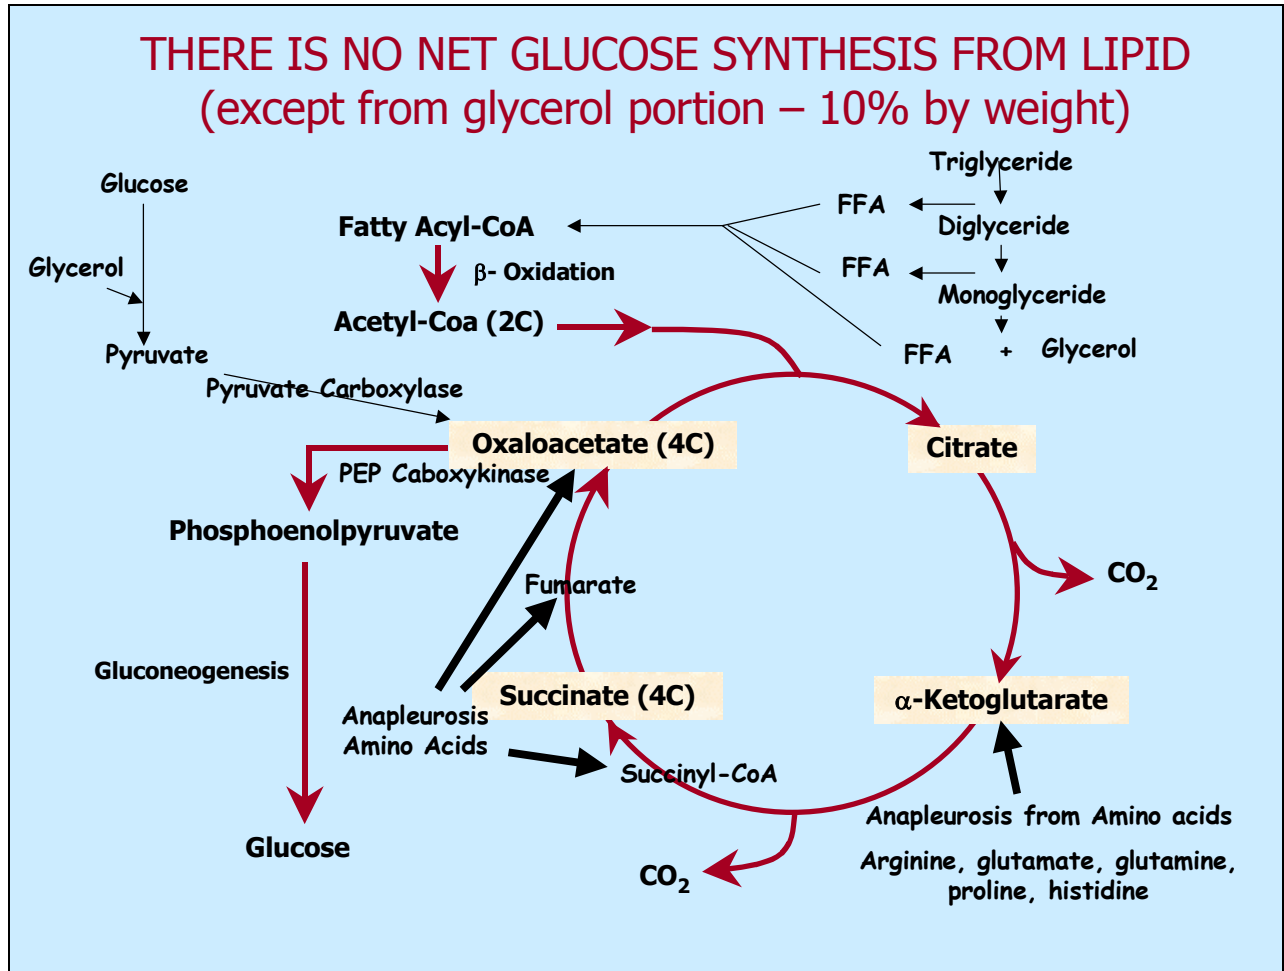 THERE IS NO NET GLUCOSE SYNTHESIS FROM LIPID
(except from glycerol portion – 10% by weight)
Triglyceride
Glucose
FFA
Fatty Acyl-CoA
Diglyceride
Glycerol
β- Oxidation
FFA
Monoglyceride
Acetyl-Coa (2C)
Pyruvate
FFA + Glycerol
Pyruvate Carboxylase
Oxaloacetate (4C)
Citrate
PEP Caboxykinase
Phosphoenolpyruvate
Fumarate
CO2
Gluconeogenesis
Succinate (4C)
α-Ketoglutarate
Anapleurosis
Amino Acids
Succinyl-CoA
Anapleurosis from Amino acids
Glucose
Arginine, glutamate, glutamine,
proline, histidine
CO2